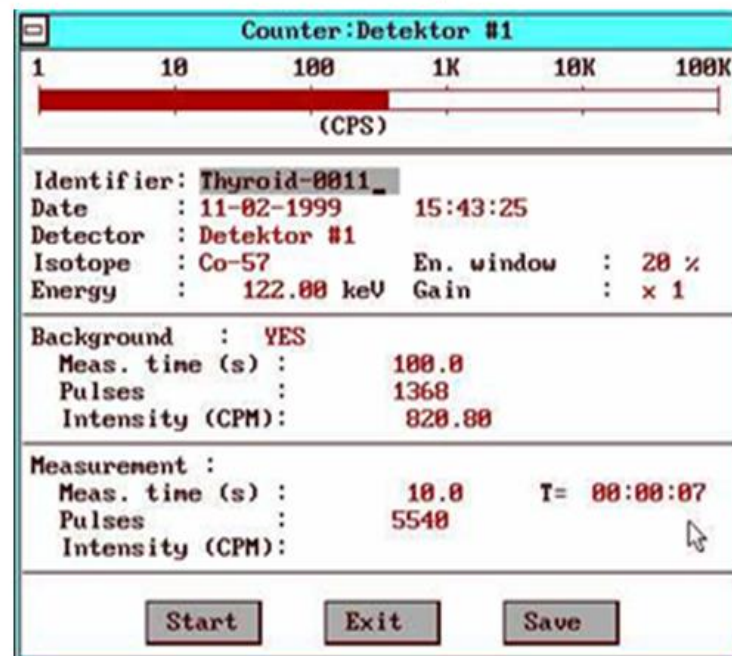 Counter:Detektor #1
1 10 100 1K 10K 100K
(CPS)
Identifier: Thyroid-0011_
Date : 11-02-1999 15:43:25
Detector : Detektor #1
Isotope : Co-57 En. window : 20 %
Energy : 122.00 keV Gain : x 1
Background : YES
Meas. time (s) : 100.0
Pulses : 1368
Intensity (CPM): 820.80
Measurement :
Meas. time (s) : 10.0 T= 00:00:07
Pulses : 5540
Intensity (CPM):
Start Exit Save